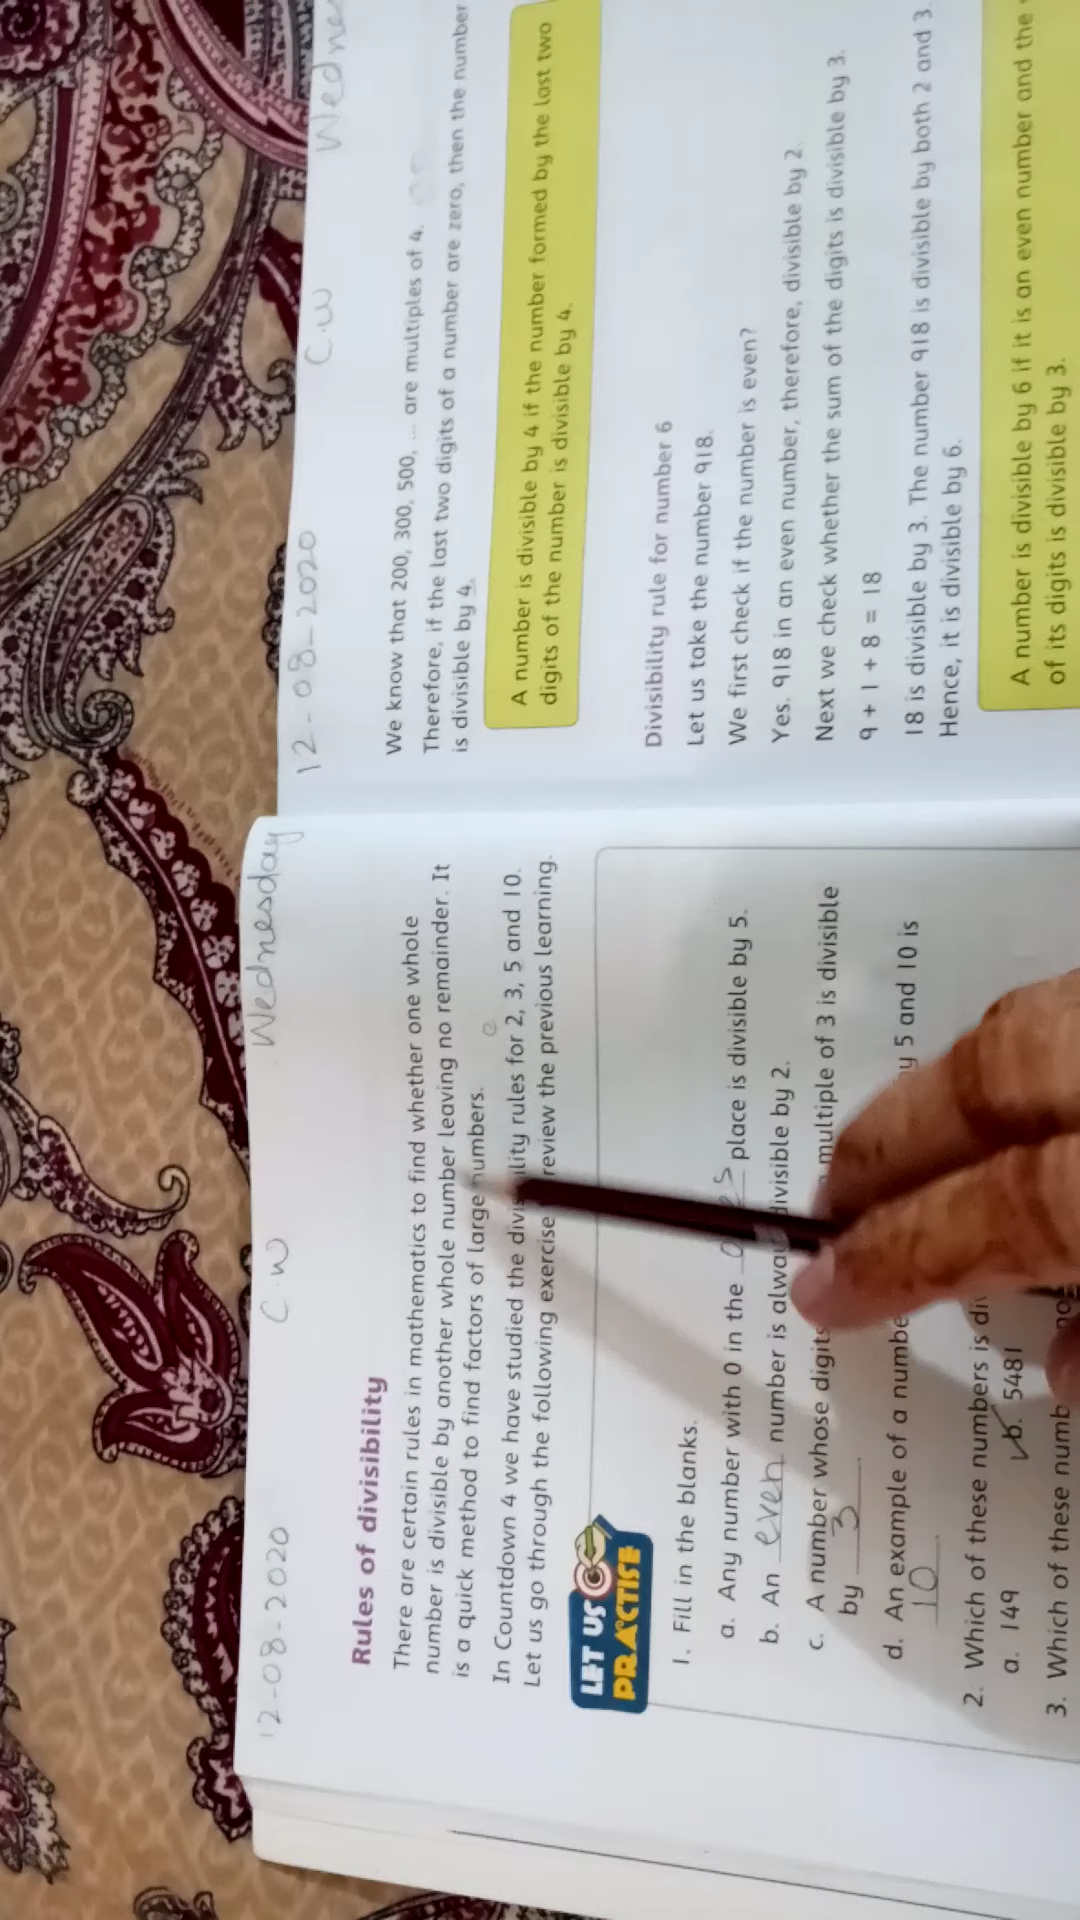 12-08-2020 C.W Wednesday
Rules of divisibility
There are certain rules in mathematics to find whether one whole
number is divisible by another whole number leaving no remainder. It
is a quick method to find factors of large numbers.
In Countdown 4 we have studied the divisibility rules for 2, 3, 5 and 10.
Let us go through the following exercise review the previous learning.
LET US
PRACTISE
1. Fill in the blanks.
a. Any number with 0 in the place is divisible by 5.
b. An even number is always divisible by 2.
c. A number whose digits multiple of 3 is divisible
by 3.
d. An example of a numbe y 5 and 10 is
10
2. Which of these numbers is
a. 149 b. 5481
3. Which of these numb
12-08-2020 C.W Wednes
We know that 200, 300, 500, ... are multiples of 4.
Therefore, if the last two digits of a number are zero, then the number
is divisible by 4.
A number is divisible by 4 if the number formed by the last two
digits of the number is divisible by 4.
Divisibility rule for number 6
Let us take the number 918.
We first check if the number is even?
Yes. 918 in an even number, therefore, divisible by 2.
Next we check whether the sum of the digits is divisible by 3.
9 + 1 + 8 = 18
18 is divisible by 3. The number 918 is divisible by both 2 and 3.
Hence, it is divisible by 6.
A number is divisible by 6 if it is an even number and the
of its digits is divisible by 3.